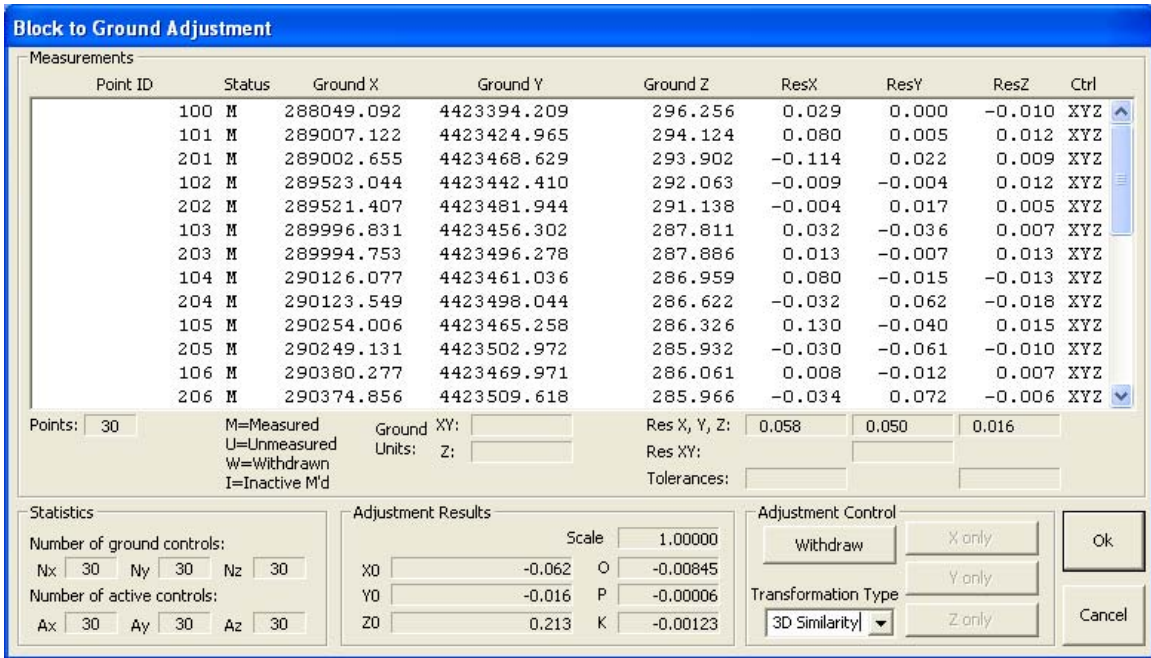 Block to Ground Adjustment
Measurements
Point ID Status Ground X Ground Y Ground Z ResX ResY ResZ Ctrl
100 M 288049.092 4423394.209 296.256 0.029 0.000 -0.010 XYZ
101 M 289007.122 4423424.965 294.124 0.080 0.005 0.012 XYZ
201 M 289002.655 4423468.629 293.902 -0.114 0.022 0.009 XYZ
102 M 289523.044 4423442.410 292.063 -0.009 -0.004 0.012 XYZ
202 M 289521.407 4423481.944 291.138 -0.004 0.017 0.005 XYZ
103 M 289996.831 4423456.302 287.811 0.032 -0.036 0.007 XYZ
203 M 289994.753 4423496.278 287.886 0.013 -0.007 0.013 XYZ
104 M 290126.077 4423461.036 286.959 0.080 -0.015 -0.013 XYZ
204 M 290123.549 4423498.044 286.622 -0.032 0.062 -0.018 XYZ
105 M 290254.006 4423465.258 286.326 0.130 -0.040 0.015 XYZ
205 M 290249.131 4423502.972 285.932 -0.030 -0.061 -0.010 XYZ
106 M 290380.277 4423469.971 286.061 0.008 -0.012 0.007 XYZ
206 M 290374.856 4423509.618 285.966 -0.034 0.072 -0.006 XYZ
Points: 30 M=Measured Ground Units: XY: Res X, Y, Z: 0.058 0.050 0.016
U=Unmeasured Z: Res XY:
W=Withdrawn
I=Inactive M'd Tolerances:
Statistics
Number of ground controls:
Nx 30 Ny 30 Nz 30
Number of active controls:
Ax 30 Ay 30 Az 30
Adjustment Results
Scale 1.00000
X0 -0.062 O -0.00845
Y0 -0.016 P -0.00006
Z0 0.213 K -0.00123
Adjustment Control
Withdraw X only
Y only
Transformation Type
3D Similarity Z only
Ok
Cancel